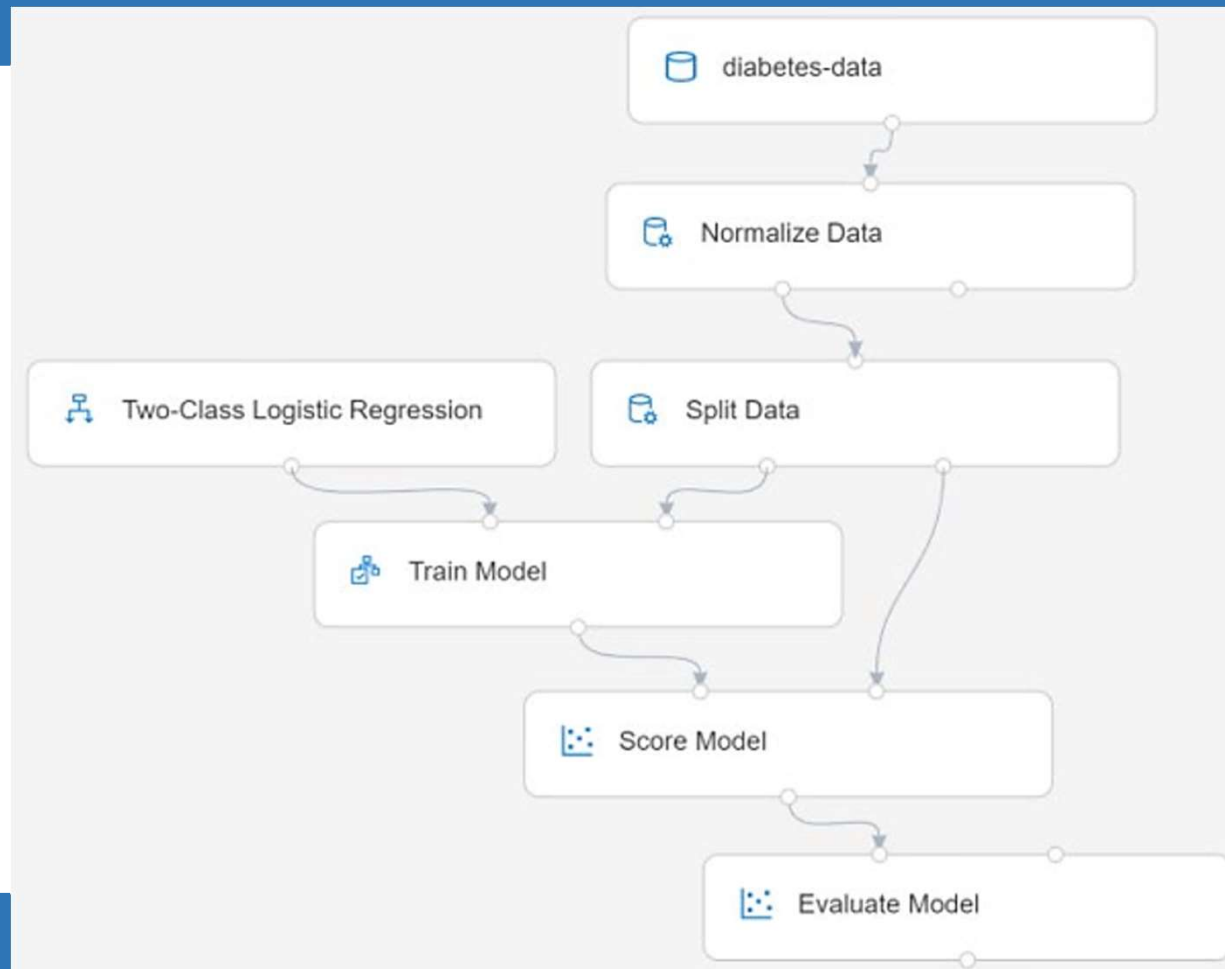 diabetes-data
Normalize Data
Two-Class Logistic Regression
Split Data
Train Model
Score Model
Evaluate Model